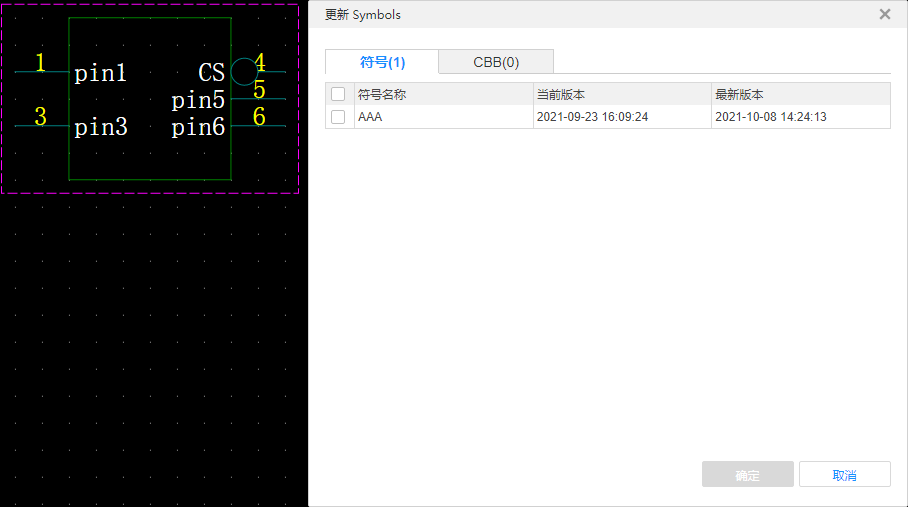 1
pin1
3
pin3
CS
4
pin5
5
pin6
6
更新 Symbols
符号(1)
CBB(0)
符号名称
当前版本
最新版本
AAA
2021-09-23 16:09:24
2021-10-08 14:24:13
确定
取消